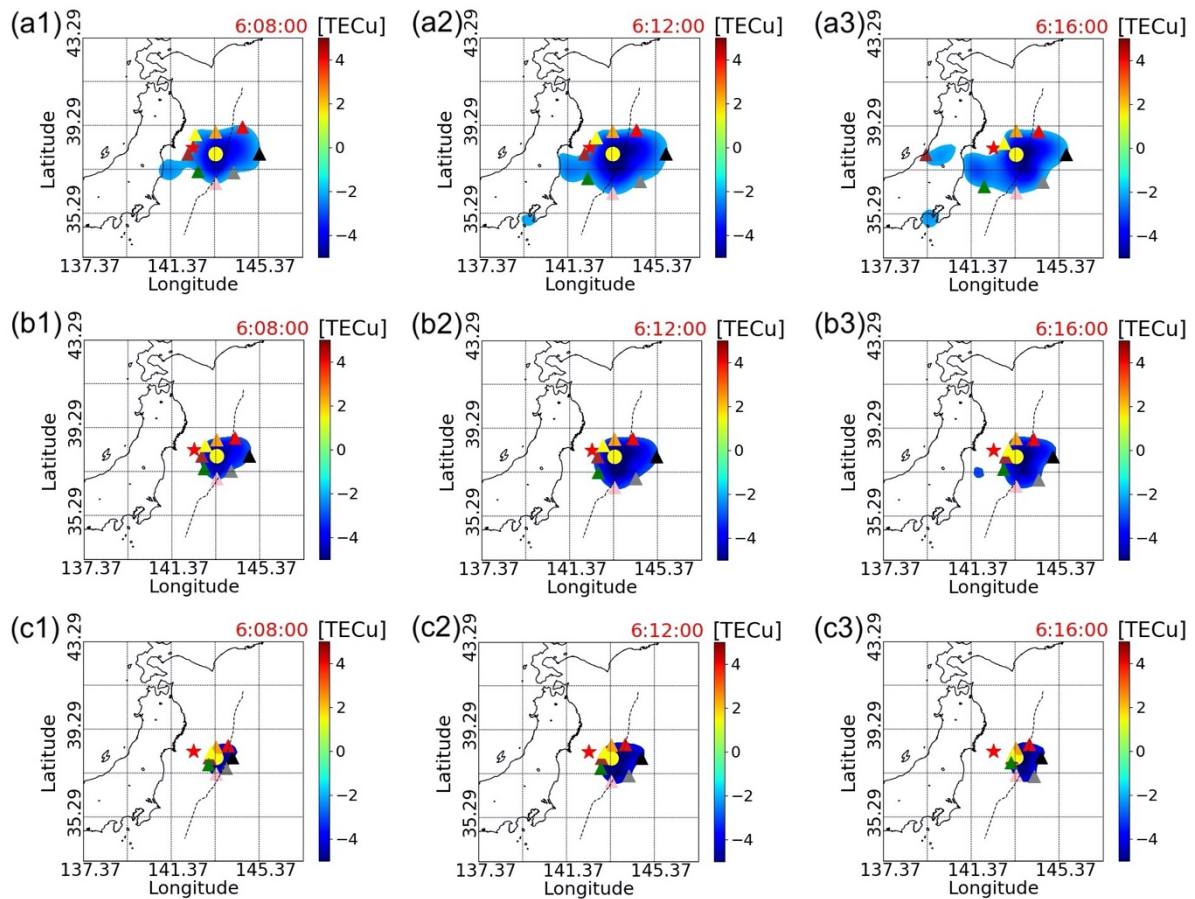 (a1) 6:08:00 [TECu]
43.29
39.29
35.29
Latitude
137.37 141.37 145.37
Longitude
4
2
0
−2
−4
(a2) 6:12:00 [TECu]
43.29
39.29
35.29
Latitude
137.37 141.37 145.37
Longitude
4
2
0
−2
−4
(a3) 6:16:00 [TECu]
43.29
39.29
35.29
Latitude
137.37 141.37 145.37
Longitude
4
2
0
−2
−4
(b1) 6:08:00 [TECu]
43.29
39.29
35.29
Latitude
137.37 141.37 145.37
Longitude
4
2
0
−2
−4
(b2) 6:12:00 [TECu]
43.29
39.29
35.29
Latitude
137.37 141.37 145.37
Longitude
4
2
0
−2
−4
(b3) 6:16:00 [TECu]
43.29
39.29
35.29
Latitude
137.37 141.37 145.37
Longitude
4
2
0
−2
−4
(c1) 6:08:00 [TECu]
43.29
39.29
35.29
Latitude
137.37 141.37 145.37
Longitude
4
2
0
−2
−4
(c2) 6:12:00 [TECu]
43.29
39.29
35.29
Latitude
137.37 141.37 145.37
Longitude
4
2
0
−2
−4
(c3) 6:16:00 [TECu]
43.29
39.29
35.29
Latitude
137.37 141.37 145.37
Longitude
4
2
0
−2
−4